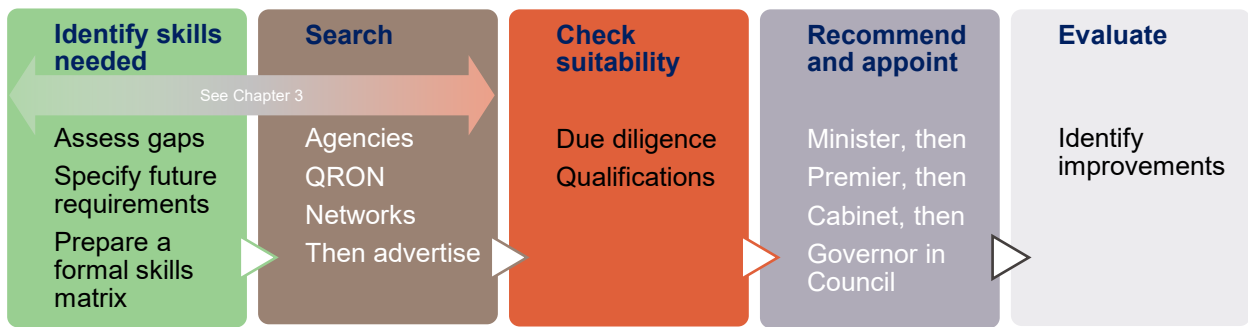 Identify skills
needed
See Chapter 3
Assess gaps
Specify future
requirements
Prepare a
formal skills
matrix
Search
Agencies
QRON
Networks
Then advertise
Check
suitability
Due diligence
Qualifications
Recommend
and appoint
Minister, then
Premier, then
Cabinet, then
Governor in
Council
Evaluate
Identify
improvements